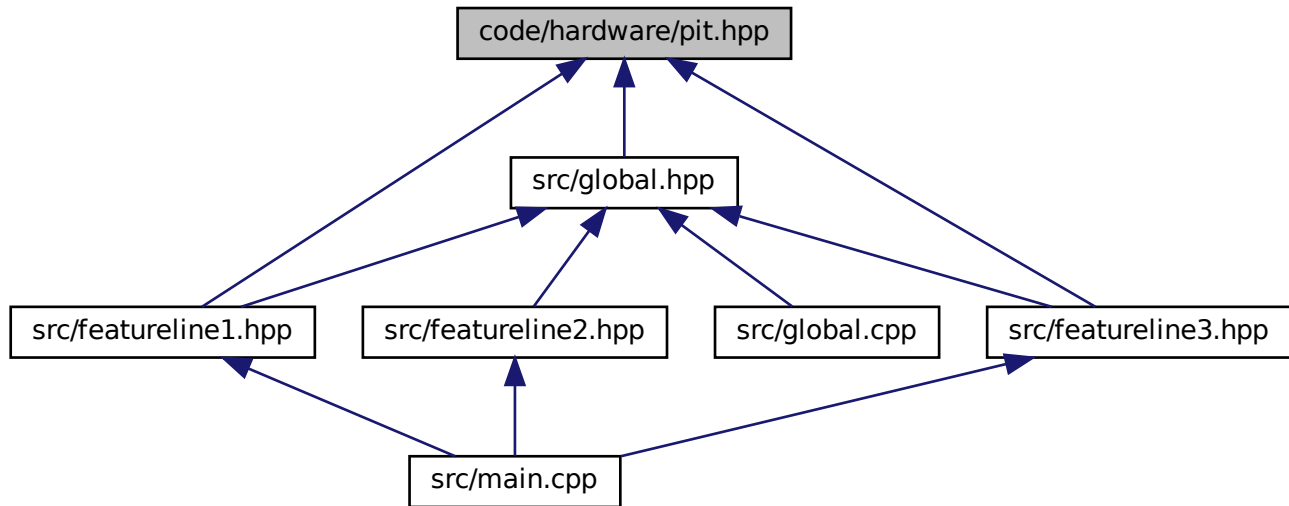 code/hardware/pit.hpp
src/global.hpp
src/featureline1.hpp
src/featureline2.hpp
src/global.cpp
src/featureline3.hpp
src/main.cpp